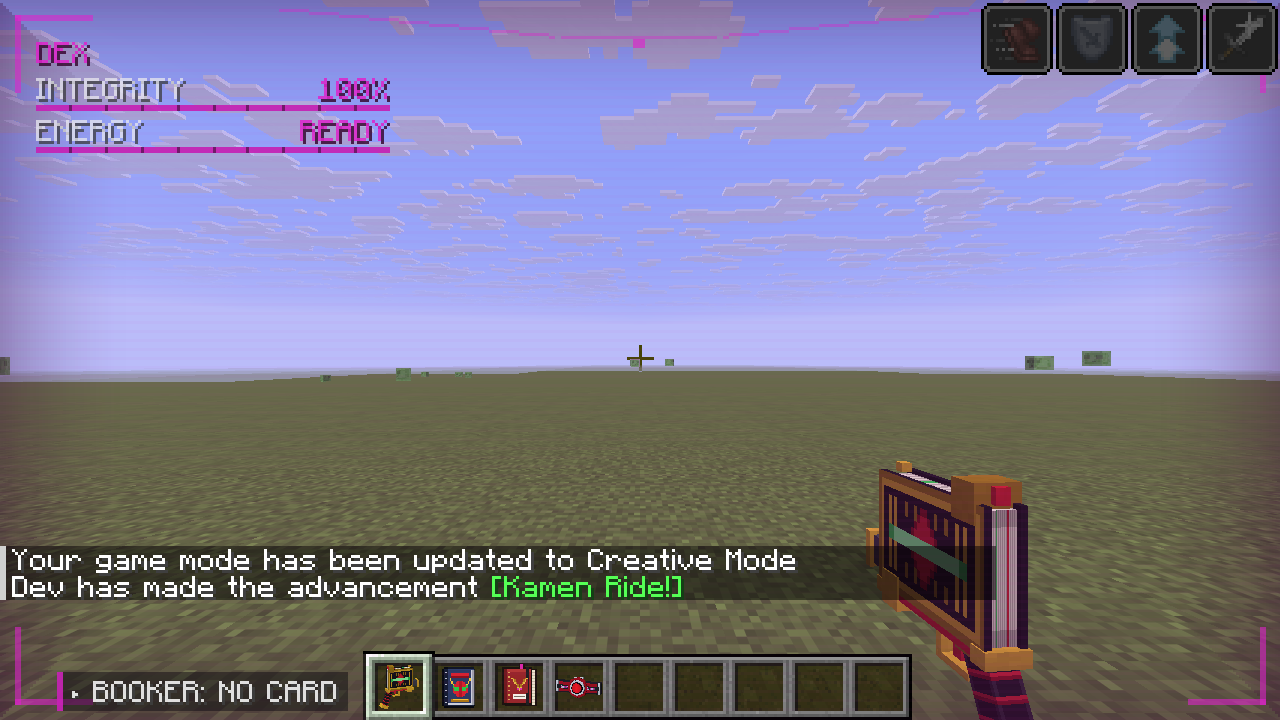 DEX
INTEGRITY 100%
ENERGY READY
Your game mode has been updated to Creative Mode
Dev has made the advancement [Kamen Ride!]
▸ BOOKER: NO CARD